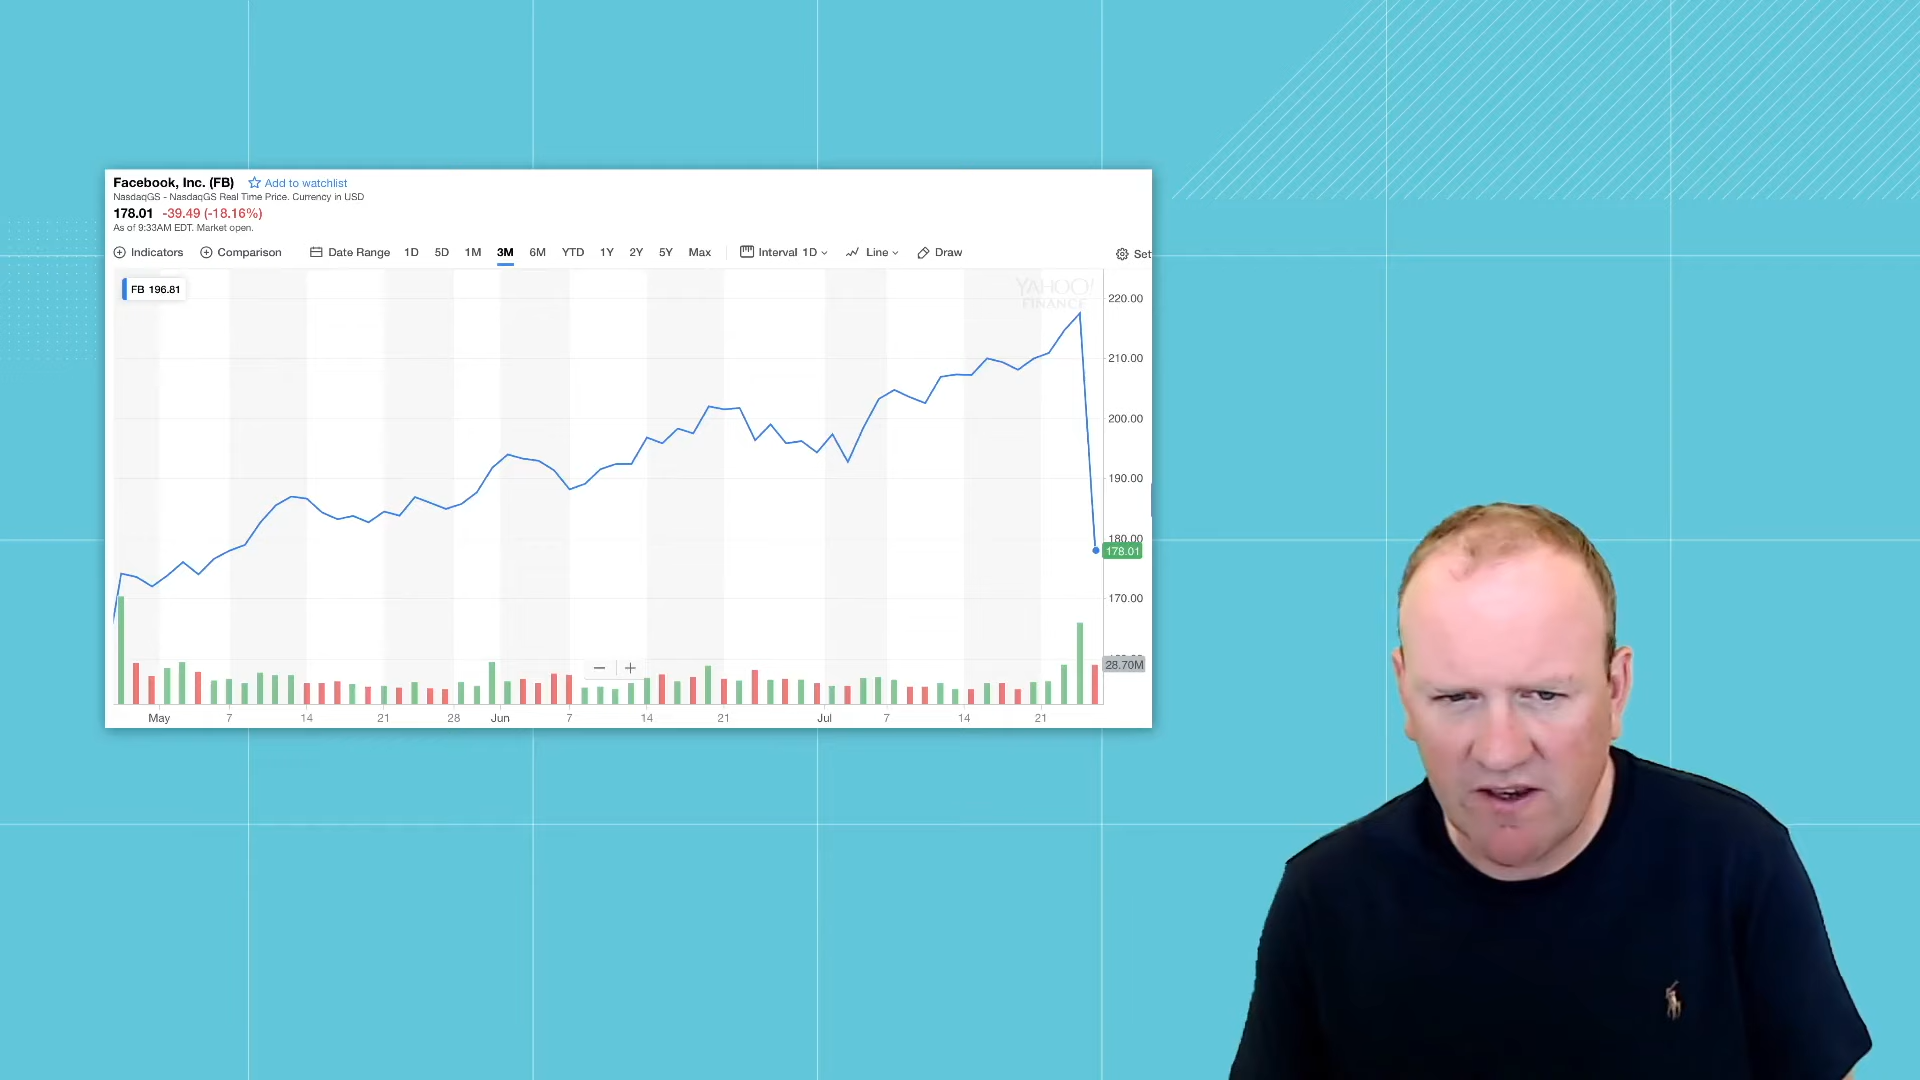 Facebook, Inc. (FB) Add to watchlist
NasdaqGS - NasdaqGS Real Time Price. Currency in USD
178.01 -39.49 (-18.16%)
As of 9:33AM EDT. Market open.
Indicators Comparison Date Range 1D 5D 1M 3M 6M YTD 1Y 2Y 5Y Max Interval 1D Line Draw Set
FB 196.81
YAHOO!
FINANCE
220.00
210.00
200.00
190.00
180.00
178.01
170.00
28.70M
May 7 14 21 28 Jun 7 14 21 Jul 7 14 21